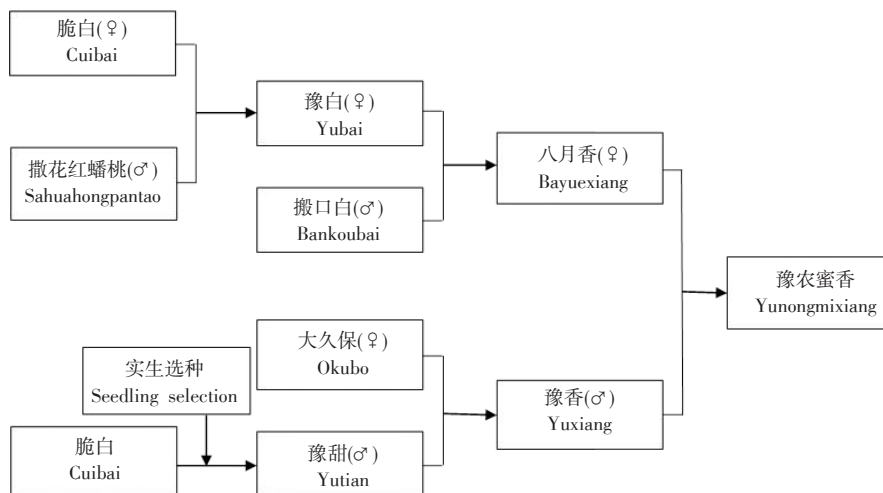 脆白(♀)
Cuibai
撒花红蟠桃(♂)
Sahuahongpantao
豫白(♀)
Yubai
搬口白(♂)
Bankoubai
八月香(♀)
Bayuexiang
豫农蜜香
Yunongmixiang
大久保(♀)
Okubo
实生选种
Seedling selection
脆白
Cuibai
豫甜(♂)
Yutian
豫香(♂)
Yuxiang